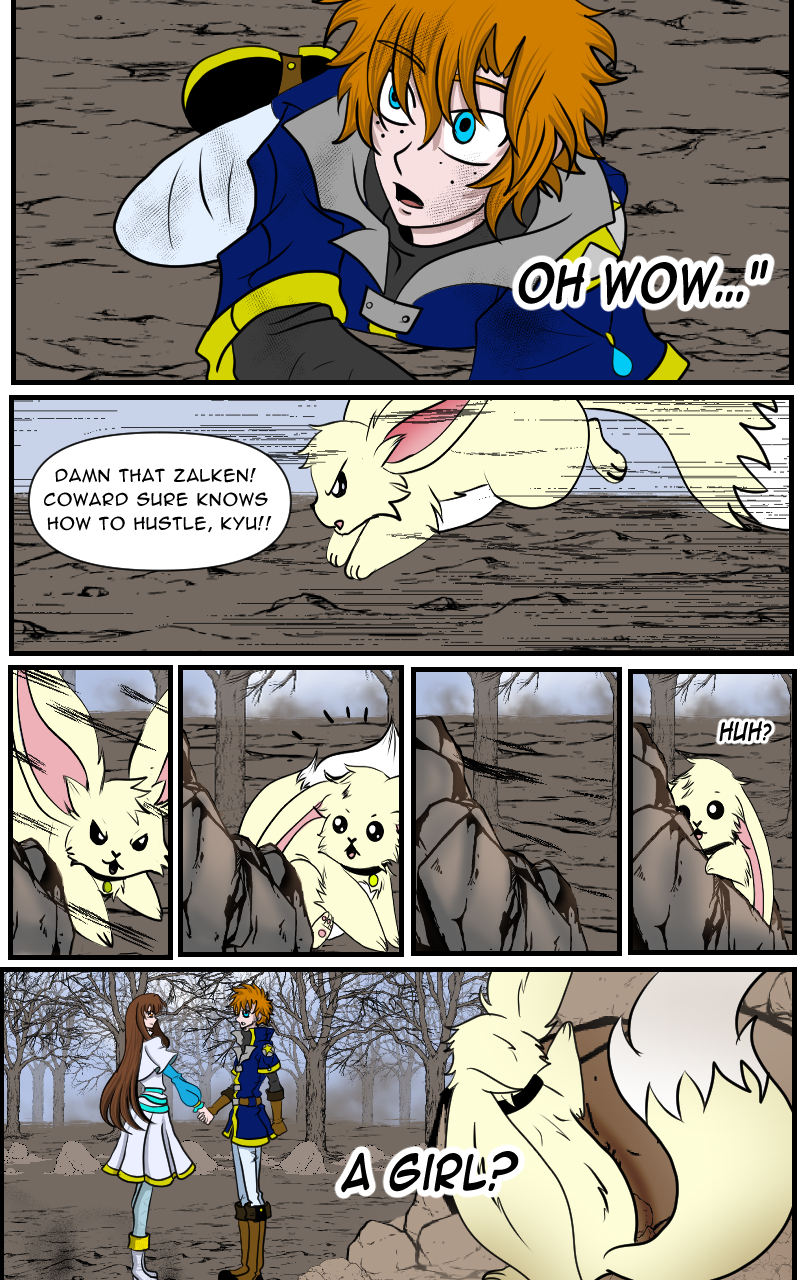 OH WOW..."
DAMN THAT ZALKEN!
COWARD SURE KNOWS
HOW TO HUSTLE, KYU!!
HUH?
A GIRL?